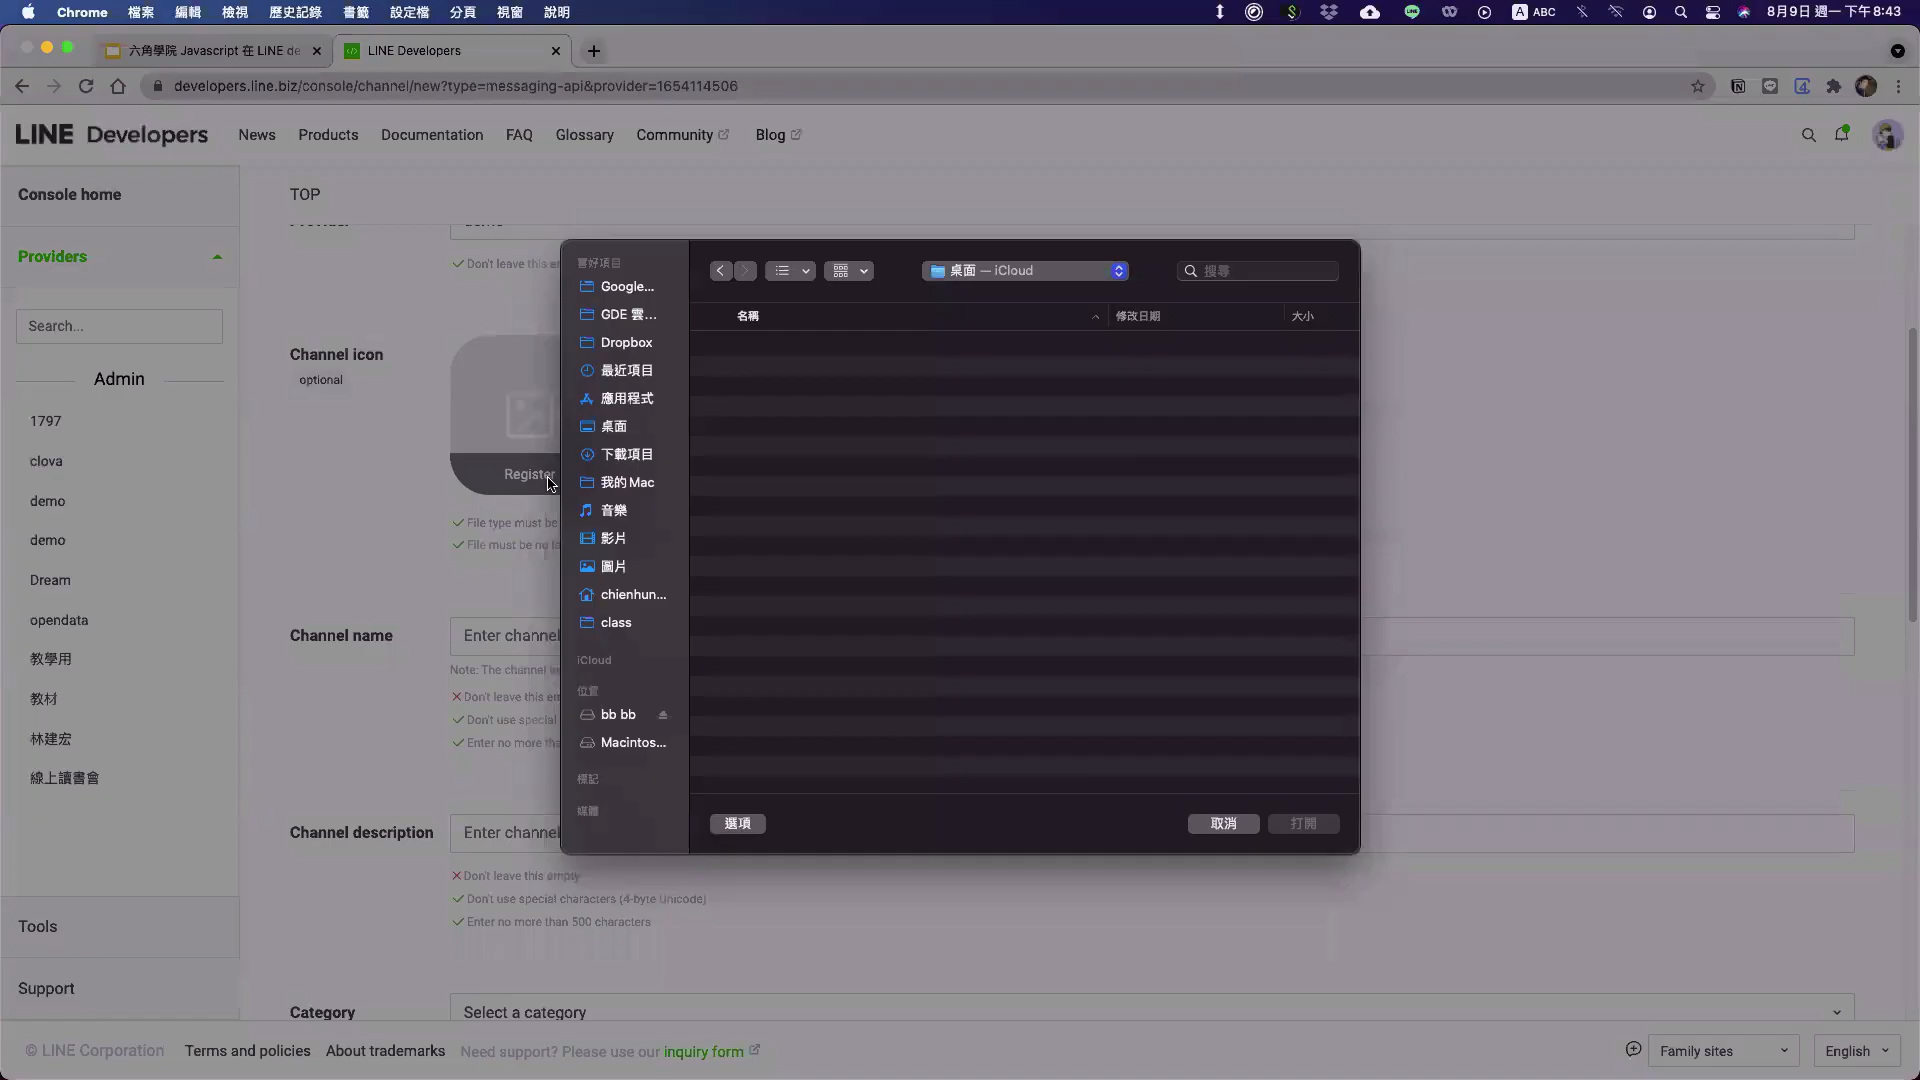 Chrome 檔案 編輯 檢視 歷史記錄 書籤 設定檔 分頁 視窗 說明 A ABC 8月9日 週一 下午8:43
六角學院 Javascript 在 LINE de
LINE Developers
developers.line.biz/console/channel/new?type=messaging-api&provider=1654114506
LINE Developers News Products Documentation FAQ Glossary Community Blog
Console home
TOP
Providers
Don't leave this
Search...
Channel icon
optional
Register
File type must be
File must be no
Admin
1797
clova
demo
demo
Dream
opendata
教學用
教材
林建宏
線上讀書會
Tools
Support
Channel name
Enter channel
Note: The channel
Don't leave this
Don't use special
Enter no more
Channel description
Enter channel
Don't leave this empty
Don't use special characters (4-byte Unicode)
Enter no more than 500 characters
Category
Select a category
喜好項目
Google...
GDE 雲...
Dropbox
最近項目
應用程式
桌面
下載項目
我的 Mac
音樂
影片
圖片
chienhun...
class
iCloud
位置
bb bb
Macintos...
標記
媒體
桌面 — iCloud
搜尋
名稱 修改日期 大小
選項
取消
打開
© LINE Corporation Terms and policies About trademarks Need support? Please use our inquiry form
Family sites
English